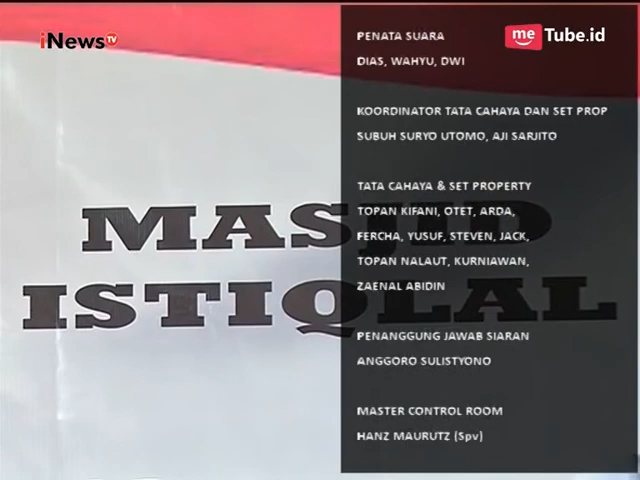 iNews TV
me Tube.id
PENATA SUARA
DIAS, WAHYU, DWI
KOORDINATOR TATA CAHAYA DAN SET PROP
SUBUH SURYO UTOMO, AJI SARJITO
TATA CAHAYA & SET PROPERTY
TOPAN KIFANI, OTET, ARDA,
FERCHA, YUSUF, STEVEN, JACK,
TOPAN NALAUT, KURNIAWAN,
ZAENAL ABIDIN
PENANGGUNG JAWAB SIARAN
ANGGORO SULISTYONO
MASTER CONTROL ROOM
HANZ MAURUTZ (Spv)
MASJID
ISTIQLAL